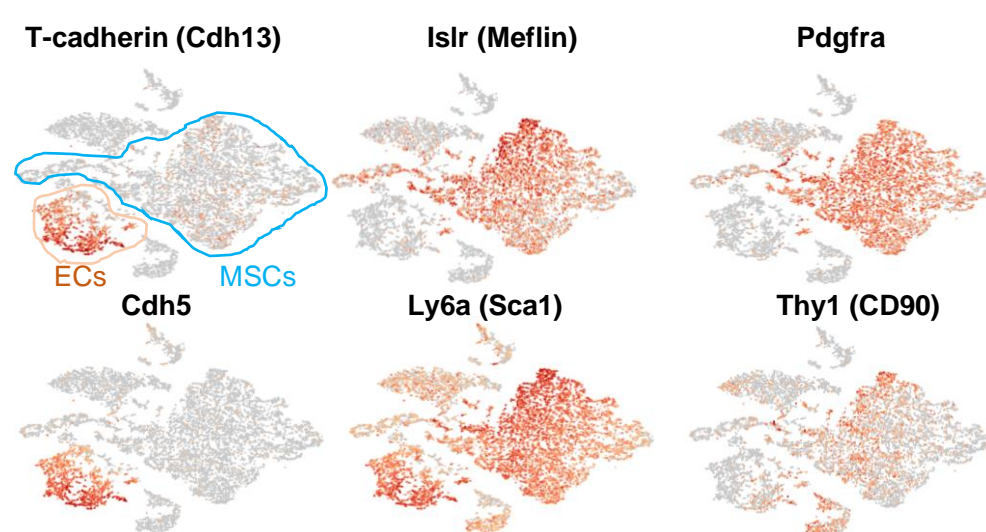 T-cadherin (Cdh13) Islr (Meflin) Pdgfra
ECs MSCs
Cdh5 Ly6a (Sca1) Thy1 (CD90)